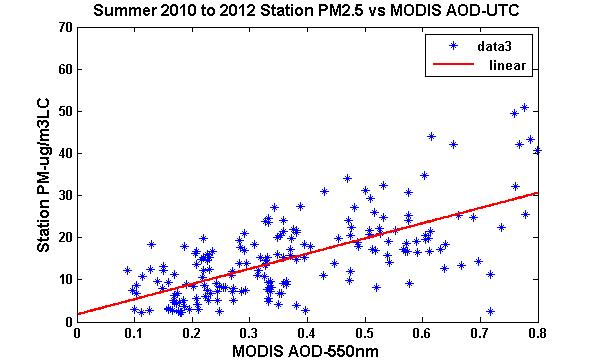 Summer 2010 to 2012 Station PM2.5 vs MODIS AOD-UTC
data3
linear
Station PM-ug/m3LC
70
60
50
40
30
20
10
0
0 0.1 0.2 0.3 0.4 0.5 0.6 0.7 0.8
MODIS AOD-550nm